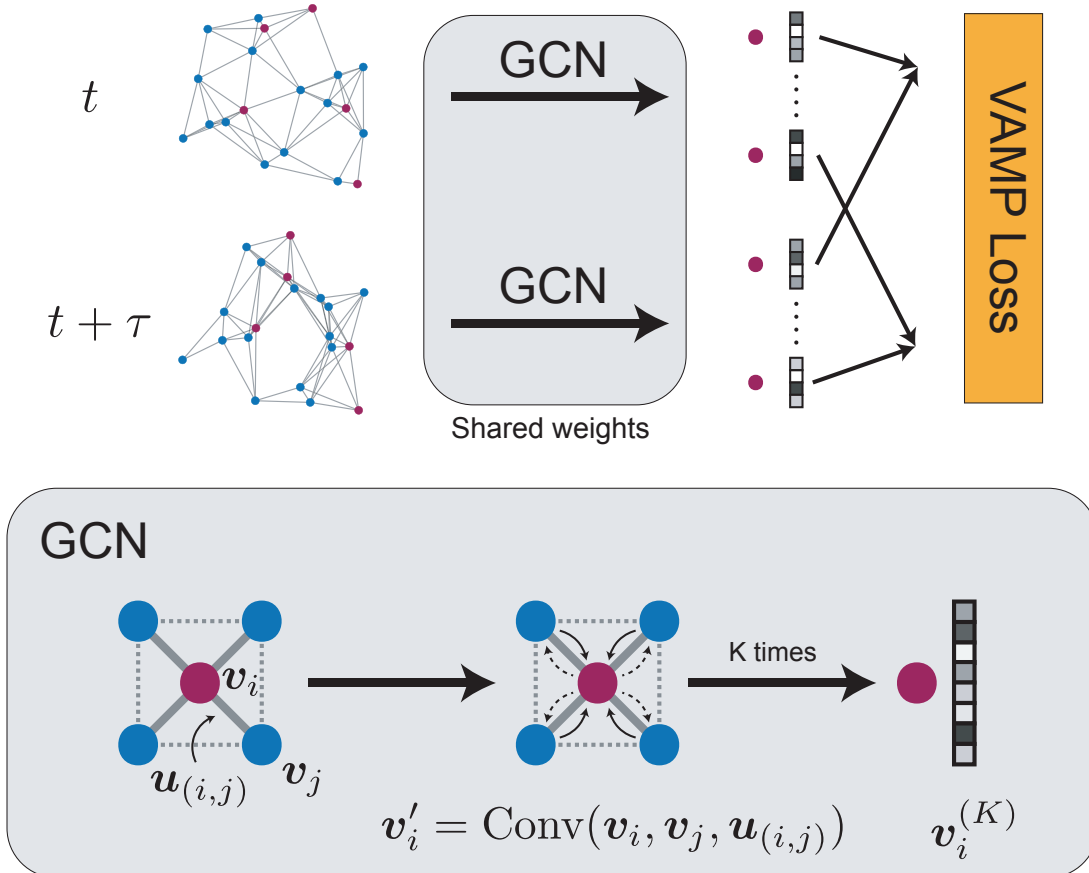 t
GCN
t + τ
GCN
Shared weights
VAMP Loss
GCN
v_i
u_{(i,j)}
v_j
K times
v'_i = Conv(v_i, v_j, u_{(i,j)})
v_i^{(K)}